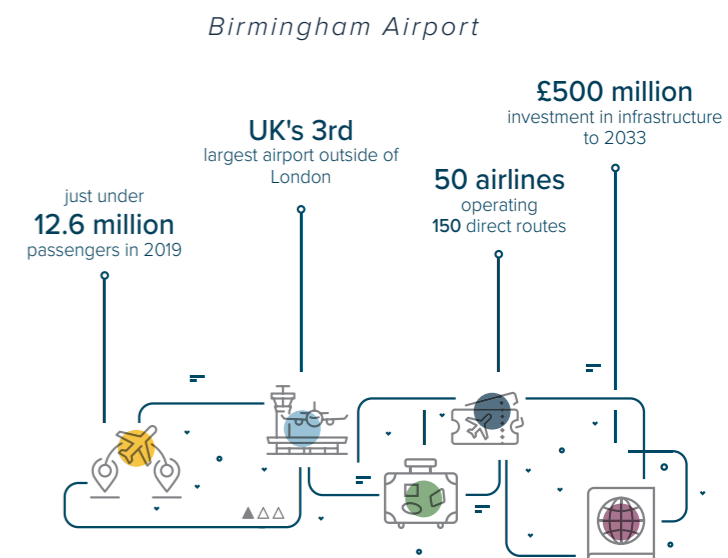 Birmingham Airport
just under
12.6 million
passengers in 2019
UK's 3rd
largest airport outside of
London
50 airlines
operating
150 direct routes
£500 million
investment in infrastructure
to 2033